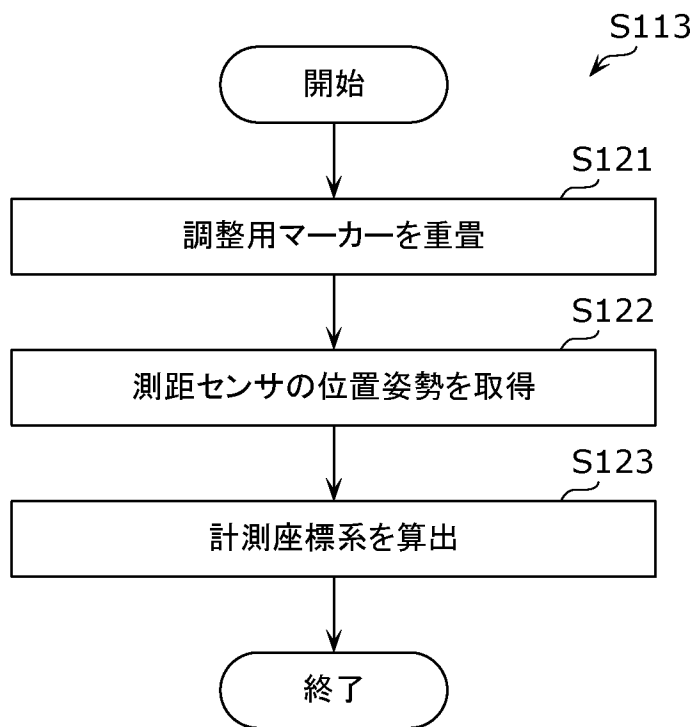 S113
開始
S121
調整用マーカーを重畳
S122
測距センサの位置姿勢を取得
S123
計測座標系を算出
終了